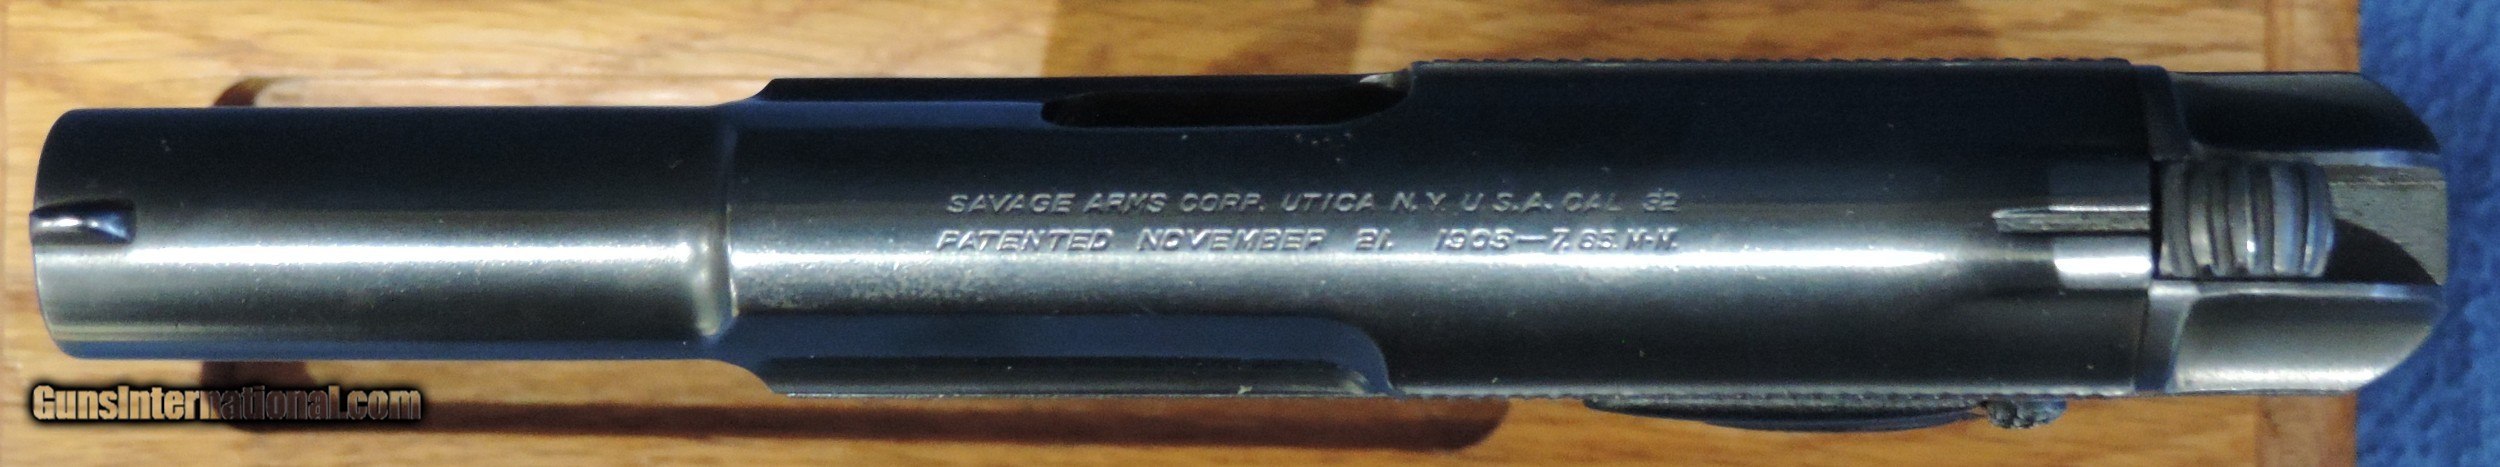 SAVAGE ARMS CORP. UTICA N.Y. U.S.A. CAL 32
PATENTED NOVEMBER 21. 1905—7.65.M-M.
GunsInternational.com